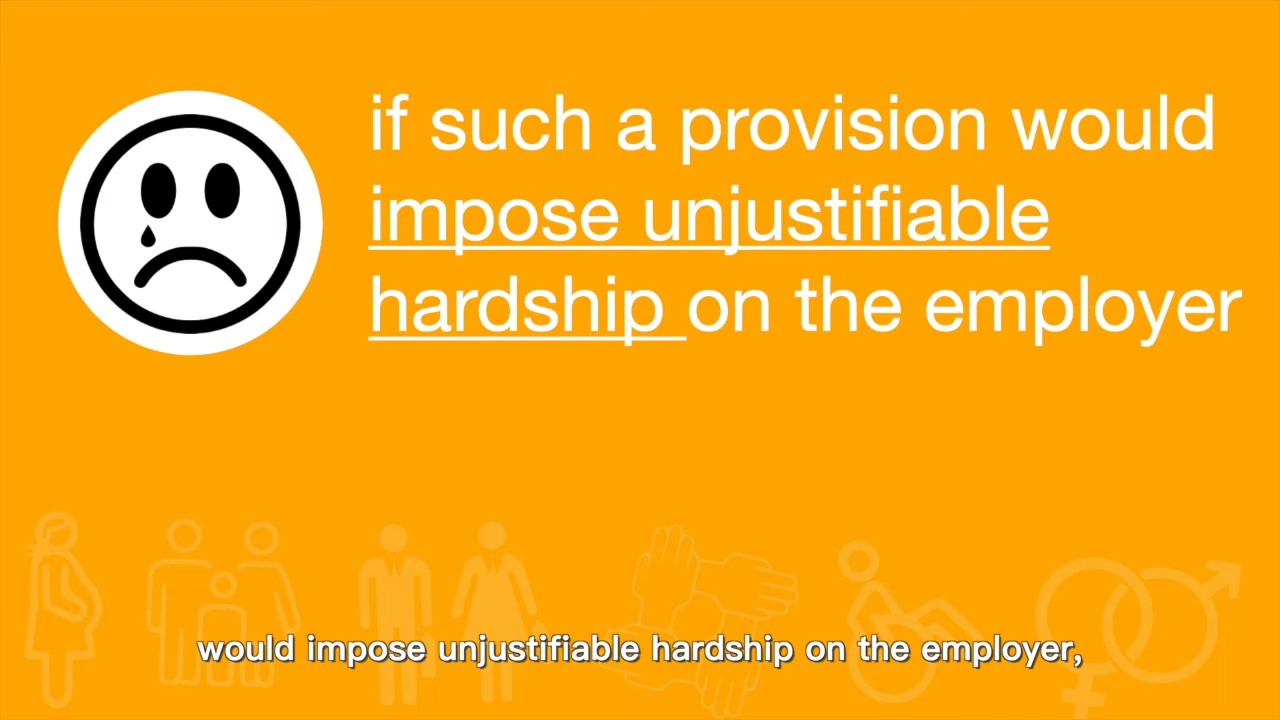 if such a provision would
impose unjustifiable
hardship on the employer
would impose unjustifiable hardship on the employer,